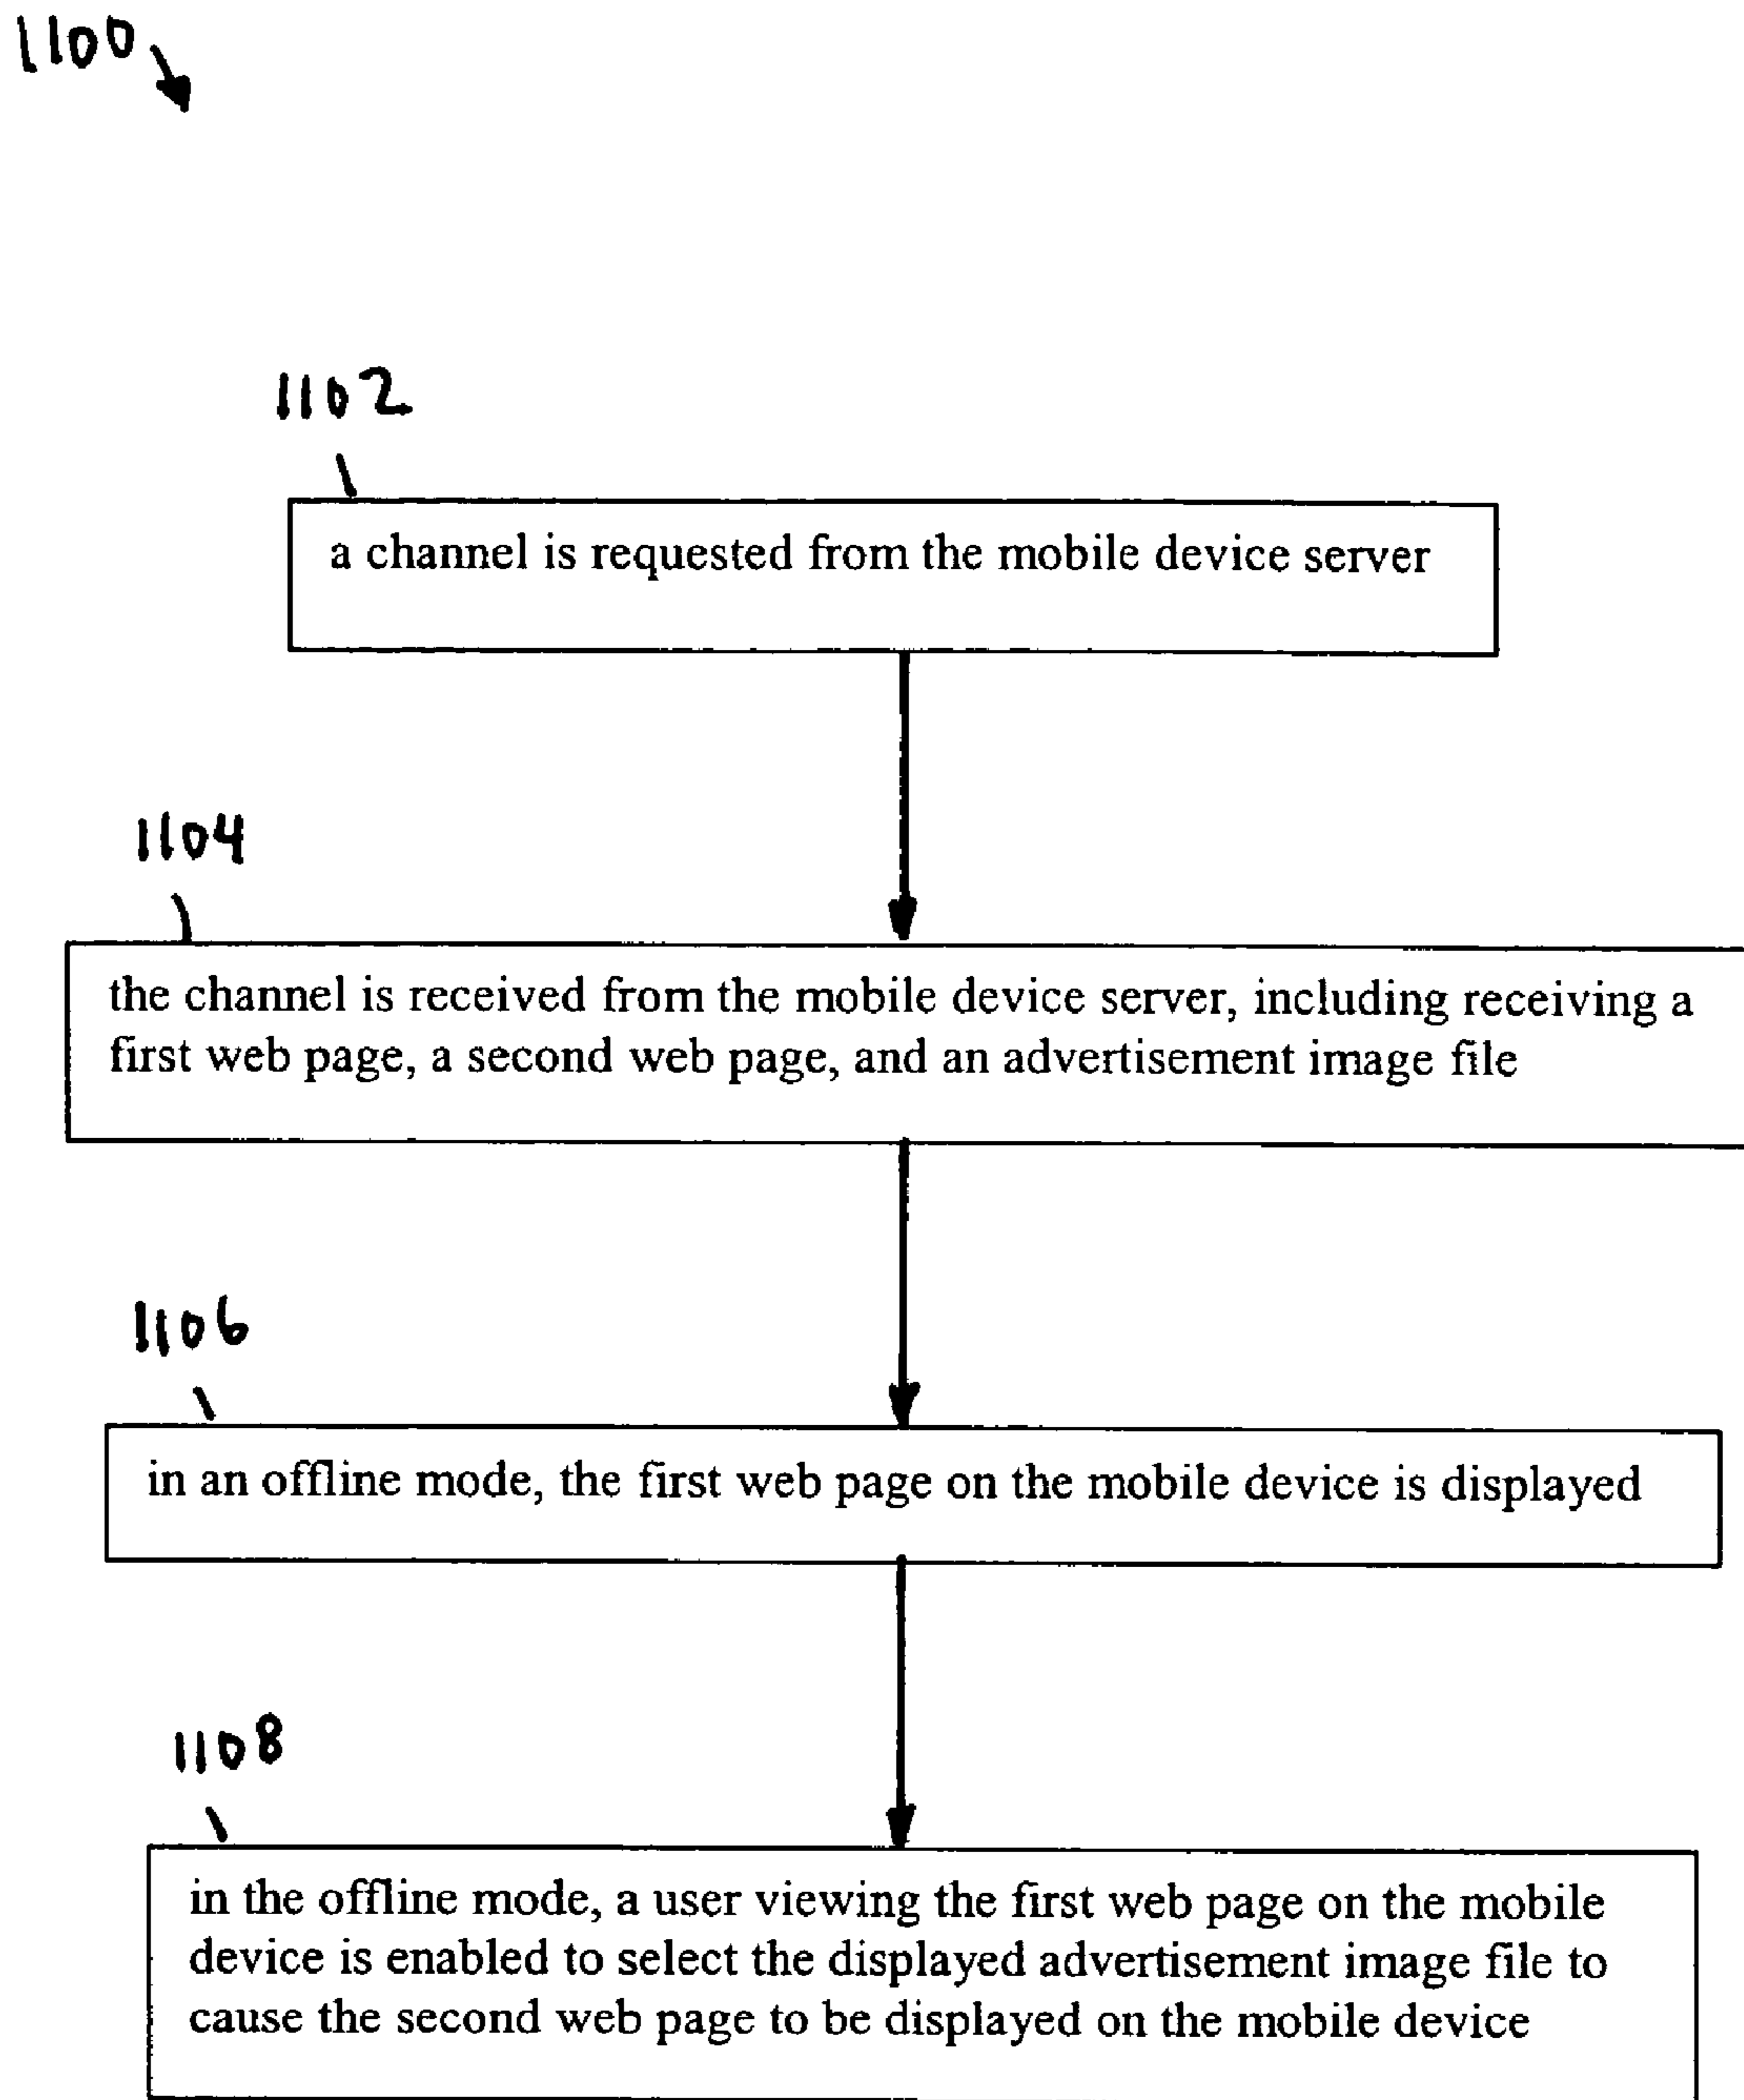 1100
1102
a channel is requested from the mobile device server
1104
the channel is received from the mobile device server, including receiving a
first web page, a second web page, and an advertisement image file
1106
in an offline mode, the first web page on the mobile device is displayed
1108
in the offline mode, a user viewing the first web page on the mobile
device is enabled to select the displayed advertisement image file to
cause the second web page to be displayed on the mobile device